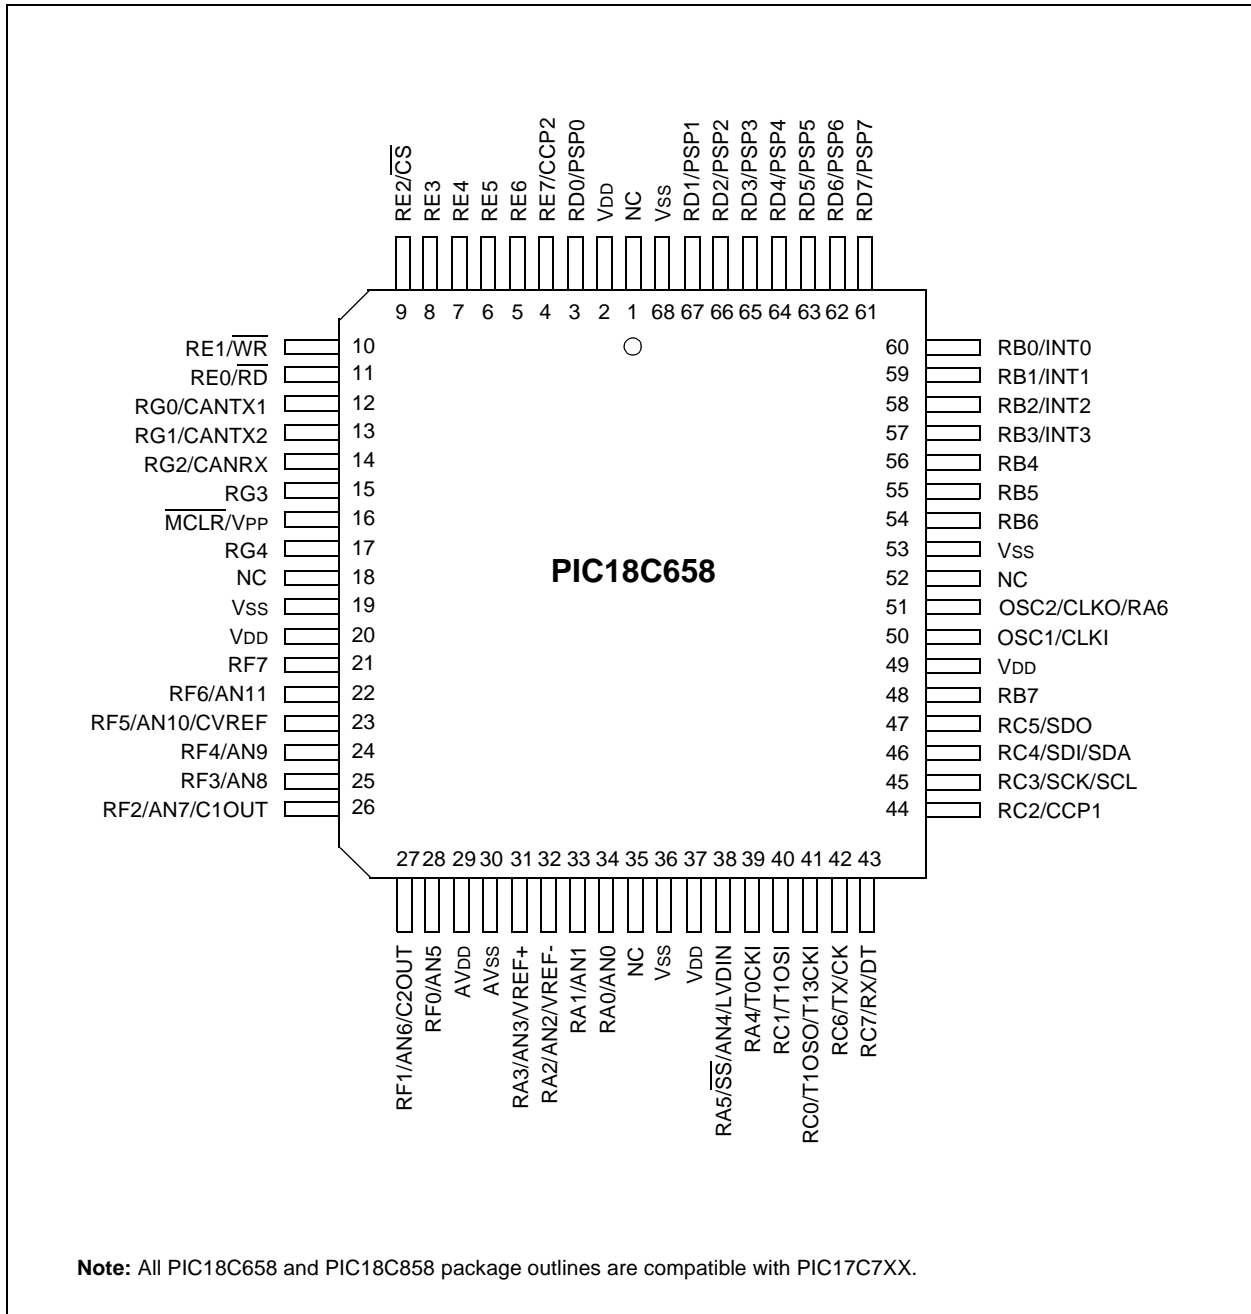 RE2/C̅S̅
RE3
RE4
RE5
RE6
RE7/CCP2
RD0/PSP0
VDD
NC
VSS
RD1/PSP1
RD2/PSP2
RD3/PSP3
RD4/PSP4
RD5/PSP5
RD6/PSP6
RD7/PSP7
9 8 7 6 5 4 3 2 1 68 67 66 65 64 63 62 61
RE1/W̅R̅ 10
RE0/R̅D̅ 11
RG0/CANTX1 12
RG1/CANTX2 13
RG2/CANRX 14
RG3 15
M̅C̅L̅R̅/VPP 16
RG4 17
NC 18
VSS 19
VDD 20
RF7 21
RF6/AN11 22
RF5/AN10/CVREF 23
RF4/AN9 24
RF3/AN8 25
RF2/AN7/C1OUT 26
PIC18C658
60 RB0/INT0
59 RB1/INT1
58 RB2/INT2
57 RB3/INT3
56 RB4
55 RB5
54 RB6
53 VSS
52 NC
51 OSC2/CLKO/RA6
50 OSC1/CLKI
49 VDD
48 RB7
47 RC5/SDO
46 RC4/SDI/SDA
45 RC3/SCK/SCL
44 RC2/CCP1
27 28 29 30 31 32 33 34 35 36 37 38 39 40 41 42 43
RF1/AN6/C2OUT
RF0/AN5
AVDD
AVSS
RA3/AN3/VREF+
RA2/AN2/VREF-
RA1/AN1
RA0/AN0
NC
VSS
VDD
RA5/S̅S̅/AN4/LVDIN
RA4/T0CKI
RC1/T1OSI
RC0/T1OSO/T13CKI
RC6/TX/CK
RC7/RX/DT
Note: All PIC18C658 and PIC18C858 package outlines are compatible with PIC17C7XX.